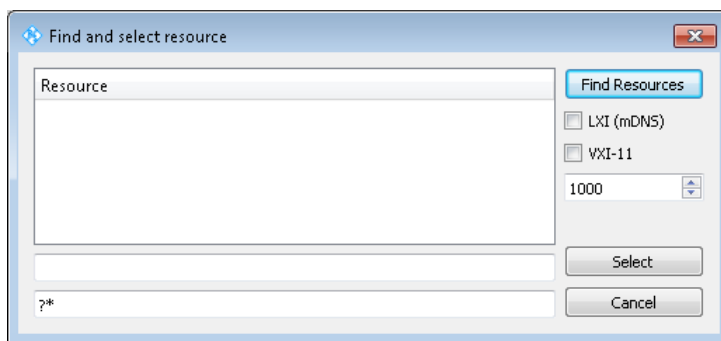 Find and select resource
Resource
Find Resources
LXI (mDNS)
VXI-11
1000
Select
?*
Cancel